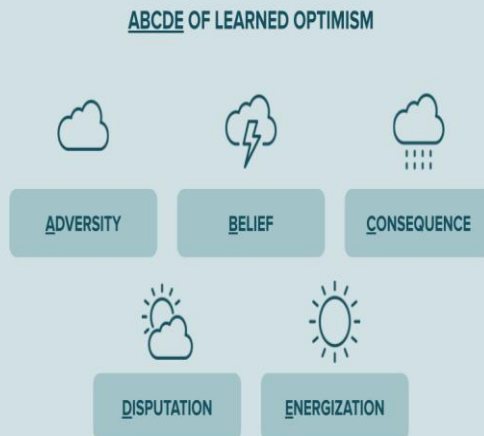 ABCDE OF LEARNED OPTIMISM
ADVERSITY
BELIEF
CONSEQUENCE
DISPUTATION
ENERGIZATION